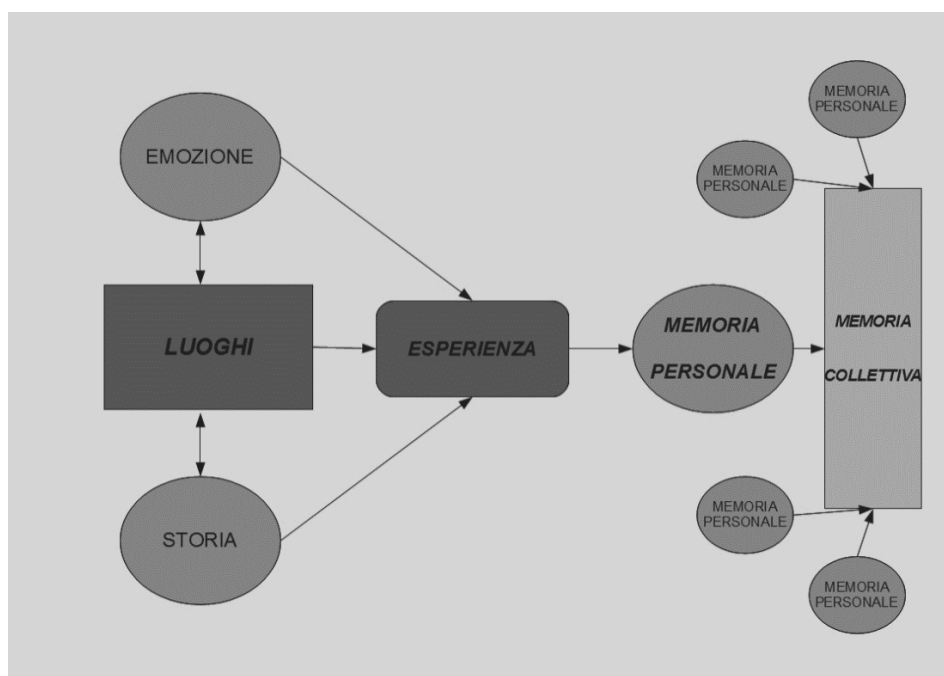 MEMORIA
PERSONALE
EMOZIONE
MEMORIA
PERSONALE
LUOGHI
ESPERIENZA
MEMORIA
PERSONALE
MEMORIA
COLLETTIVA
STORIA
MEMORIA
PERSONALE
MEMORIA
PERSONALE